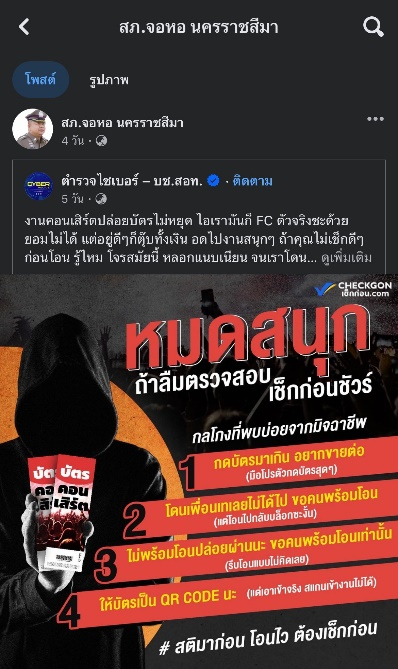 สภ.จอหอ นครราชสีมา
โพสต์
รูปภาพ
สภ.จอหอ นครราชสีมา
4 วัน ·
ตำรวจไซเบอร์ – บช.สอท. · ติดตาม
5 วัน ·
งานคอนเสิร์ตปล่อยบัตรไม่หยุด ไอเรามันก็ FC ตัวจริงซะด้วย
ยอมไม่ได้ แต่อยู่ดีๆก็ตุ๊บทั้งเงิน อดไปงานสนุกๆ ถ้าคุณไม่เช็กดีๆ
ก่อนโอน รู้ไหม โจรสมัยนี้ หลอกแนบเนียน จนเราโดน... ดูเพิ่มเติม
CHECKGON
เช็กก่อน.com
หมดสนุก
ถ้าลืมตรวจสอบ
เช็กก่อนชัวร์
กลโกงที่พบบ่อยจากมิจฉาชีพ
1 กดบัตรมาเกิน อยากขายต่อ
(มือโปรตัวกดบัตรสุดๆ)
2 โดนเพื่อนเทเลยไม่ได้ไป ขอคนพร้อมโอน
(แต่โอนไปกลับบล็อกซะงั้น)
3 ไม่พร้อมโอนปล่อยผ่านนะ ขอคนพร้อมโอนเท่านั้น
(รีบโอนแบบไม่คิดเลย)
4 ให้บัตรเป็น QR CODE นะ (แต่เอาเข้าจริง สแกนเข้างานไม่ได้)
# สติมาก่อน โอนไว ต้องเช็กก่อน
บัตร
คอน
เสิร์ต